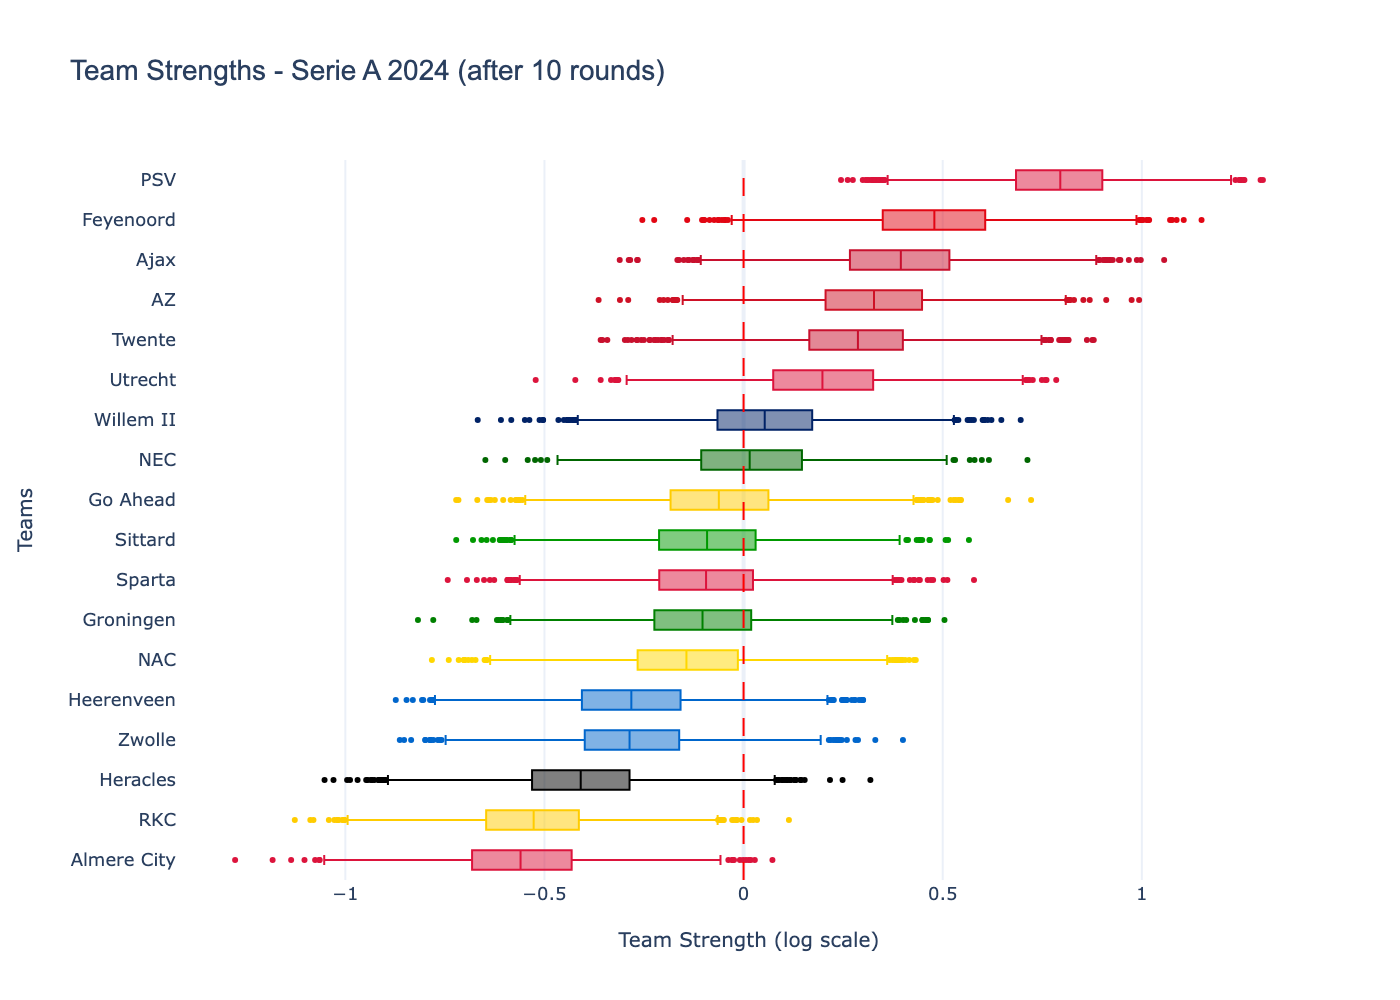 Team Strengths - Serie A 2024 (after 10 rounds)
PSV
Feyenoord
Ajax
AZ
Twente
Utrecht
Willem II
NEC
Go Ahead
Sittard
Sparta
Groningen
NAC
Heerenveen
Zwolle
Heracles
RKC
Almere City
Teams
−1 −0.5 0 0.5 1
Team Strength (log scale)